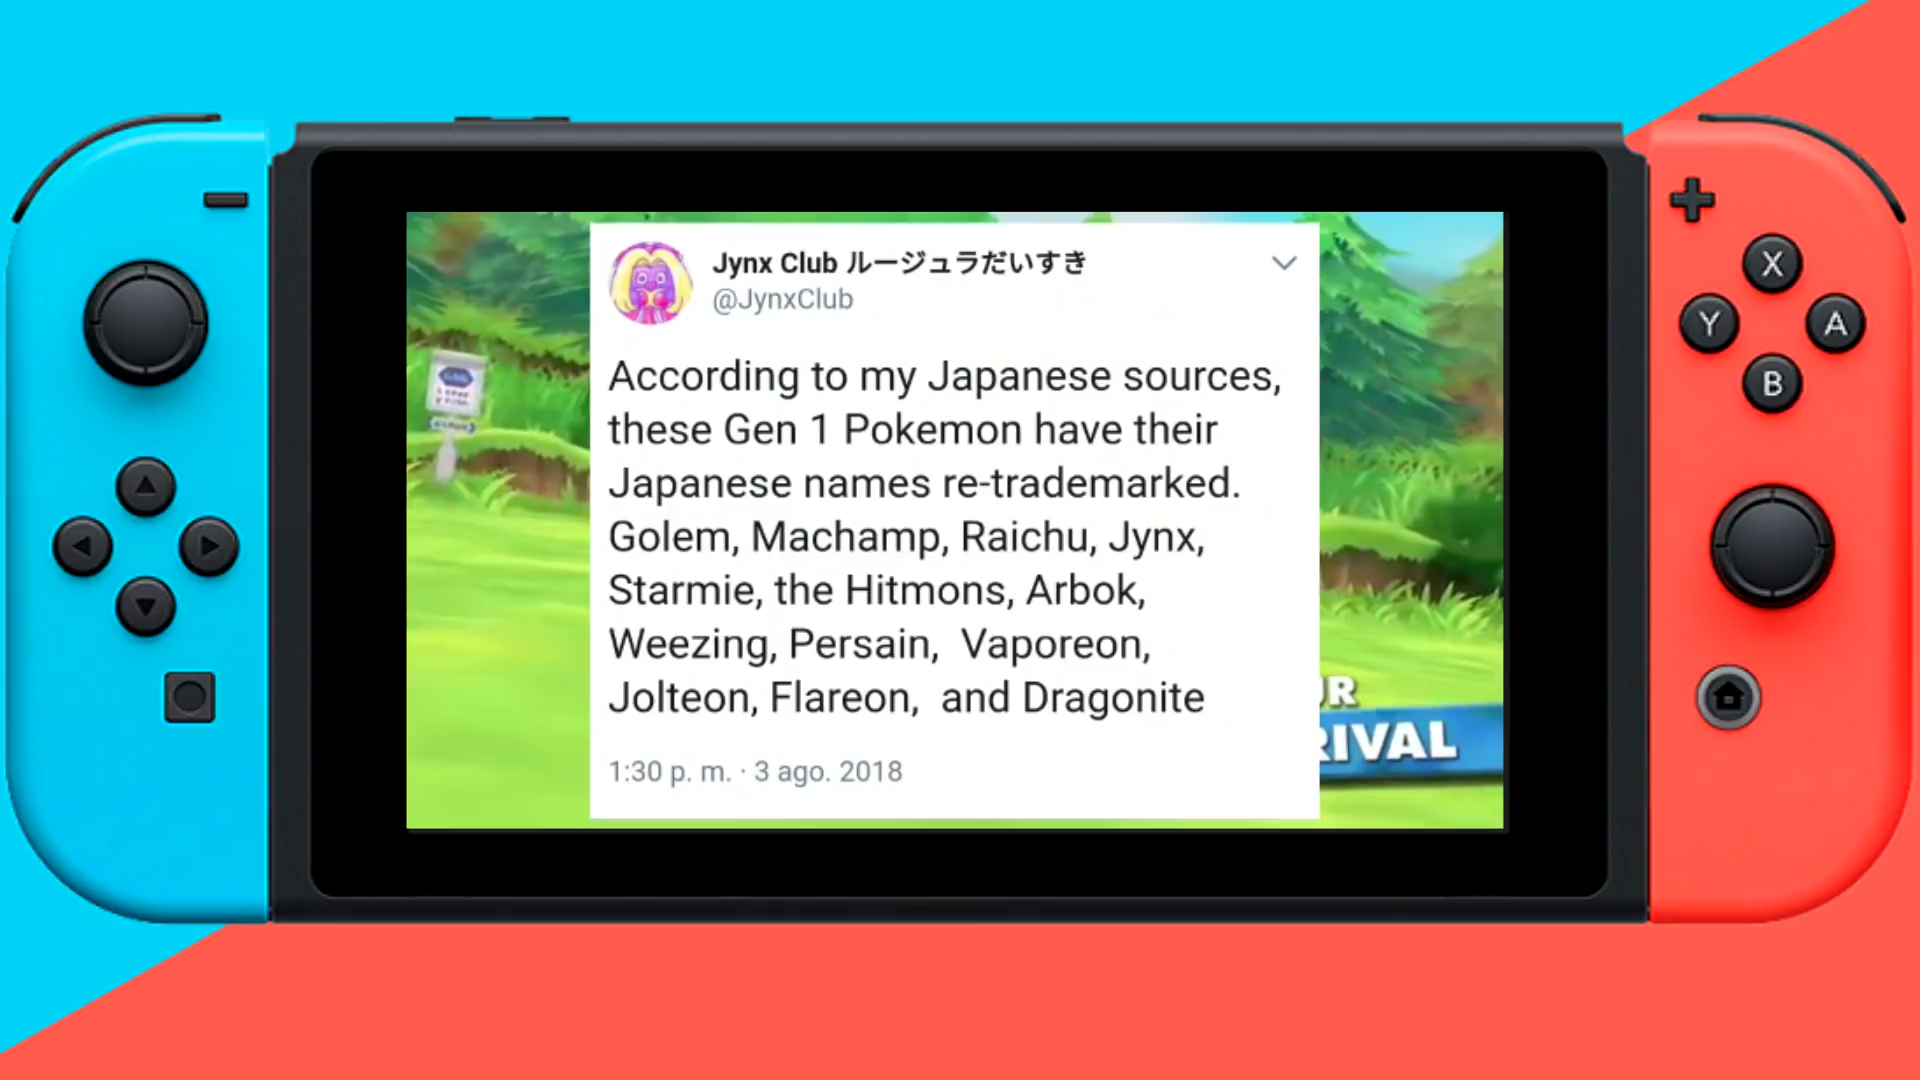 Jynx Club ルージュラだいすき
@JynxClub
According to my Japanese sources,
these Gen 1 Pokemon have their
Japanese names re-trademarked.
Golem, Machamp, Raichu, Jynx,
Starmie, the Hitmons, Arbok,
Weezing, Persain,  Vaporeon,
Jolteon, Flareon,  and Dragonite
1:30 p. m. · 3 ago. 2018
RIVAL
X
Y
A
B